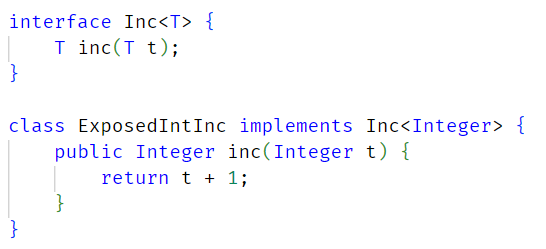 interface Inc<T> {
    T inc(T t);
}

class ExposedIntInc implements Inc<Integer> {
    public Integer inc(Integer t) {
        return t + 1;
    }
}